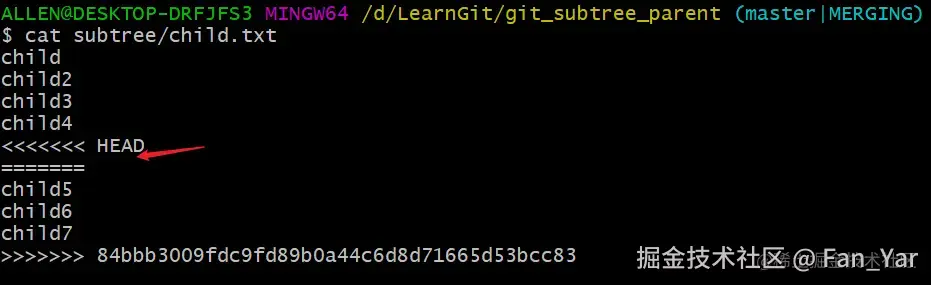 ALLEN@DESKTOP-DRFJFS3 MINGW64 /d/LearnGit/git_subtree_parent (master|MERGING)
$ cat subtree/child.txt
child
child2
child3
child4
<<<<<<< HEAD
=======
child5
child6
child7
>>>>>>> 84bbb3009fdc9fd89b0a44c6d8d71665d53bcc83
掘金技术社区 @ Fan_Yar